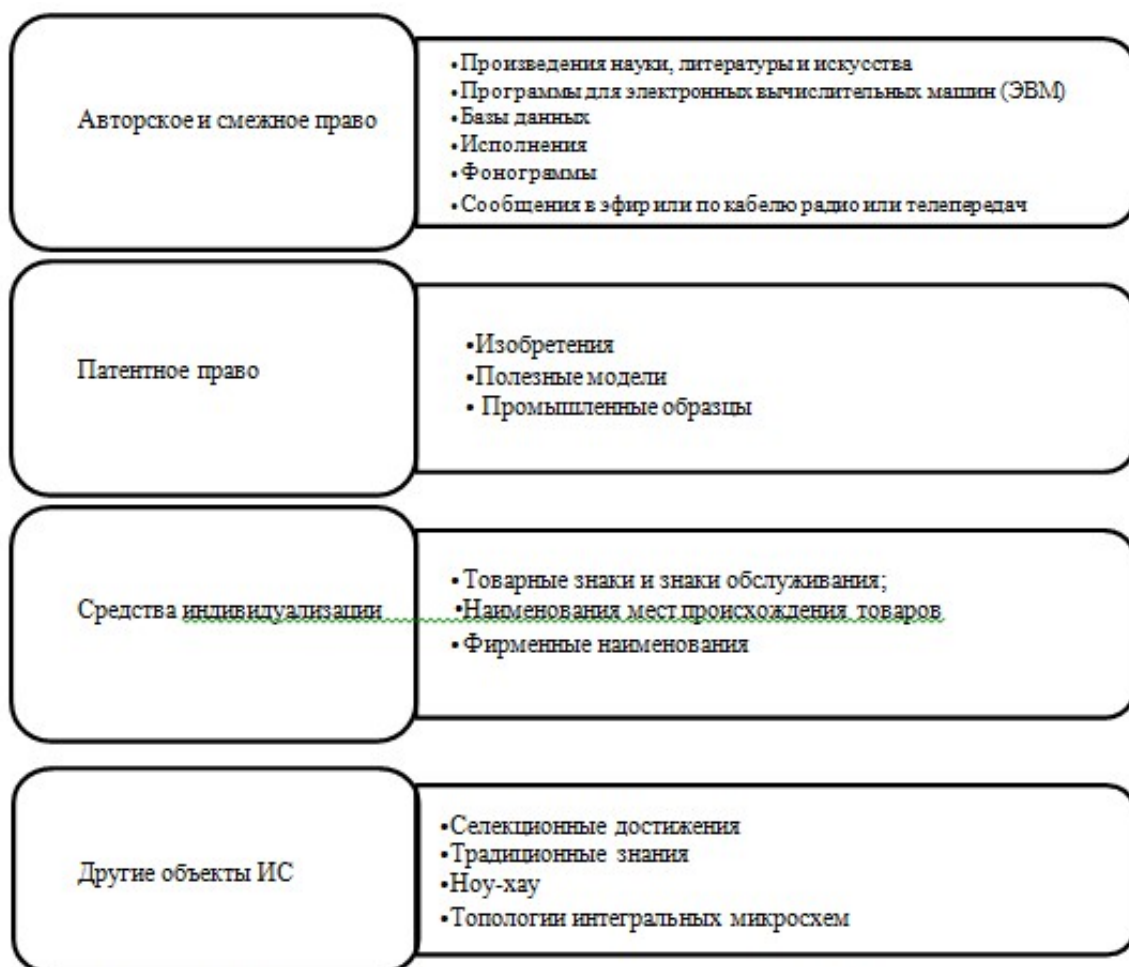 Авторское и смежное право
•Произведения науки, литературы и искусства
•Программы для электронных вычислительных машин (ЭВМ)
•Базы данных
•Исполнения
•Фонограммы
•Сообщения в эфир или по кабелю радио или телепередач
Патентное право
•Изобретения
•Полезные модели
• Промышленные образцы
Средства индивидуализации
•Товарные знаки и знаки обслуживания;
•Наименования мест происхождения товаров
•Фирменные наименования
Другие объекты ИС
•Селекционные достижения
•Традиционные знания
•Ноу-хау
•Топологии интегральных микросхем